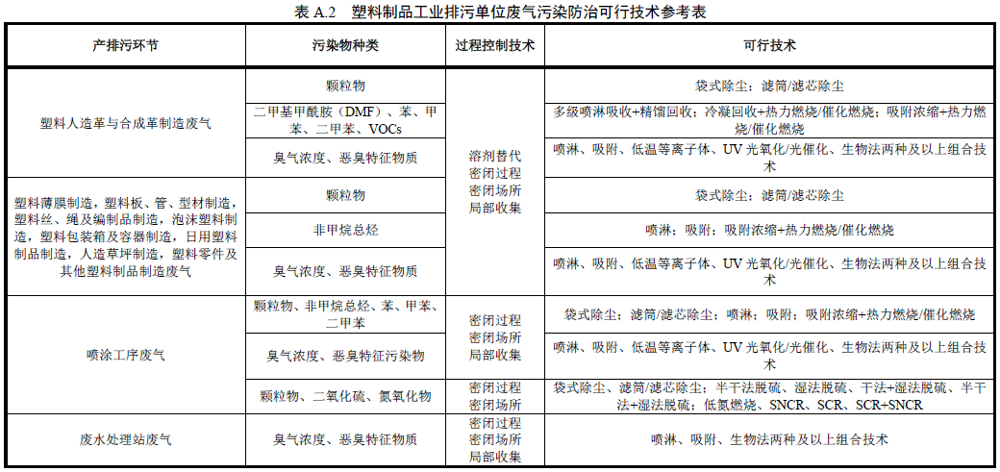 表 A.2 塑料制品工业排污单位废气污染防治可行技术参考表
产排污环节 污染物种类 过程控制技术 可行技术
塑料人造革与合成革制造废气
颗粒物
袋式除尘；滤筒/滤芯除尘
二甲基甲酰胺（DMF）、苯、甲
苯、二甲苯、VOCs
多级喷淋吸收+精馏回收；冷凝回收+热力燃烧/催化燃烧；吸附浓缩+热力燃
烧/催化燃烧
臭气浓度、恶臭特征物质
喷淋、吸附、低温等离子体、UV 光氧化/光催化、生物法两种及以上组合技
术
溶剂替代
密闭过程
密闭场所
局部收集
塑料薄膜制造，塑料板、管、型材制造，
塑料丝、绳及编制品制造，泡沫塑料制
造，塑料包装箱及容器制造，日用塑料
制品制造，人造草坪制造，塑料零件及
其他塑料制品制造废气
颗粒物
袋式除尘；滤筒/滤芯除尘
非甲烷总烃
喷淋；吸附；吸附浓缩+热力燃烧/催化燃烧
臭气浓度、恶臭特征物质
喷淋、吸附、低温等离子体、UV 光氧化/光催化、生物法两种及以上组合技
术
喷涂工序废气
颗粒物、非甲烷总烃、苯、甲苯、
二甲苯
密闭过程
密闭场所
局部收集
袋式除尘；滤筒/滤芯除尘；喷淋；吸附；吸附浓缩+热力燃烧/催化燃烧
臭气浓度、恶臭特征污染物
喷淋、吸附、低温等离子体、UV 光氧化/光催化、生物法两种及以上组合技
术
颗粒物、二氧化硫、氮氧化物
密闭过程
密闭场所
袋式除尘、滤筒/滤芯除尘；半干法脱硫、湿法脱硫、干法+湿法脱硫、半干
法+湿法脱硫；低氮燃烧、SNCR、SCR、SCR+SNCR
废水处理站废气
臭气浓度、恶臭特征物质
密闭过程
密闭场所
局部收集
喷淋、吸附、生物法两种及以上组合技术